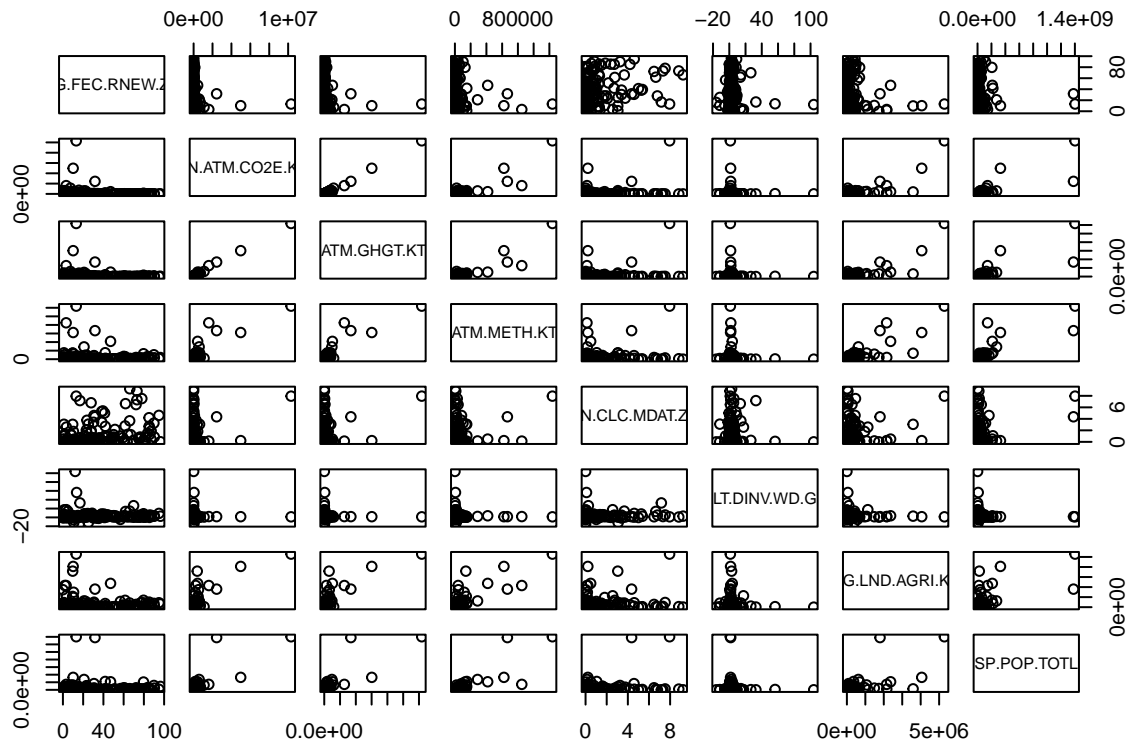 0e+00 1e+07 0 800000 −20 40 100 0.0e+00 1.4e+09
G.FEC.RNEW.Z
0 80
N.ATM.CO2E.K
0e+00
ATM.GHGT.KT
0.0e+00
ATM.METH.KT
0
N.CLC.MDAT.Z
0 6
LT.DINV.WD.G
−20
G.LND.AGRI.K
0e+00
SP.POP.TOTL
0.0e+00
0 40 100 0.0e+00 0 4 8 0e+00 5e+06